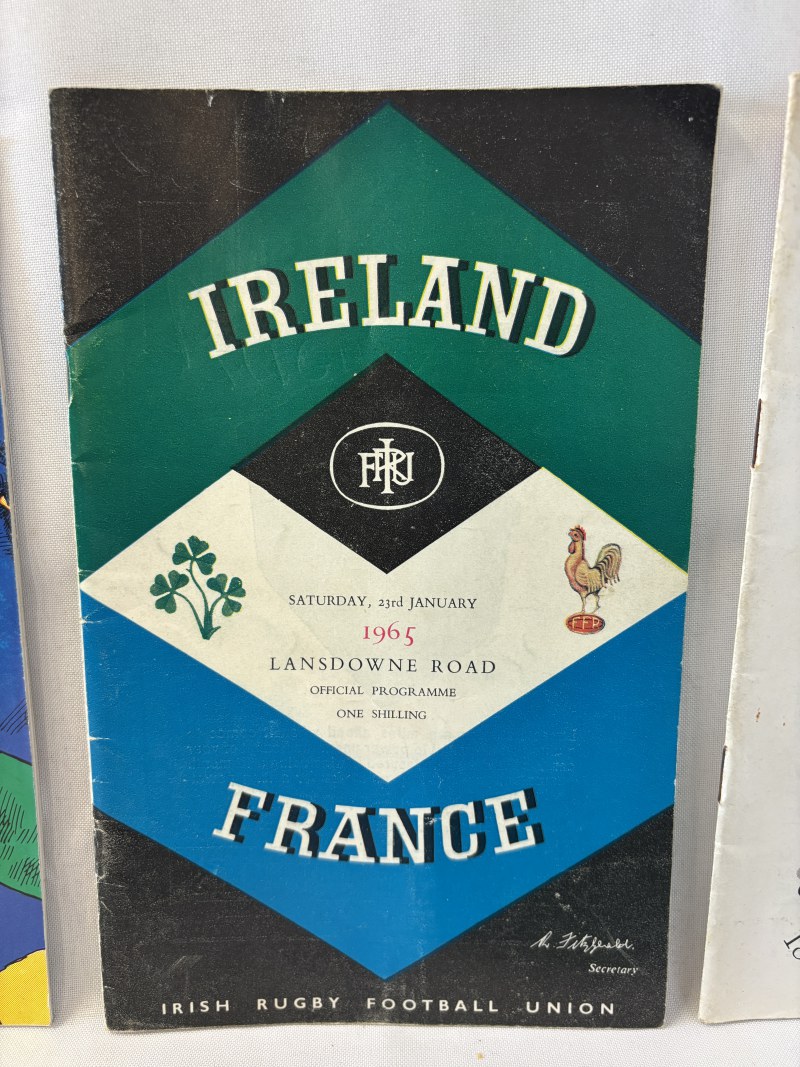 IRELAND
IRFU
SATURDAY, 23rd JANUARY
1965
LANSDOWNE ROAD
OFFICIAL PROGRAMME
ONE SHILLING
FFR
FRANCE
R. Fitzgerald.
Secretary
IRISH RUGBY FOOTBALL UNION